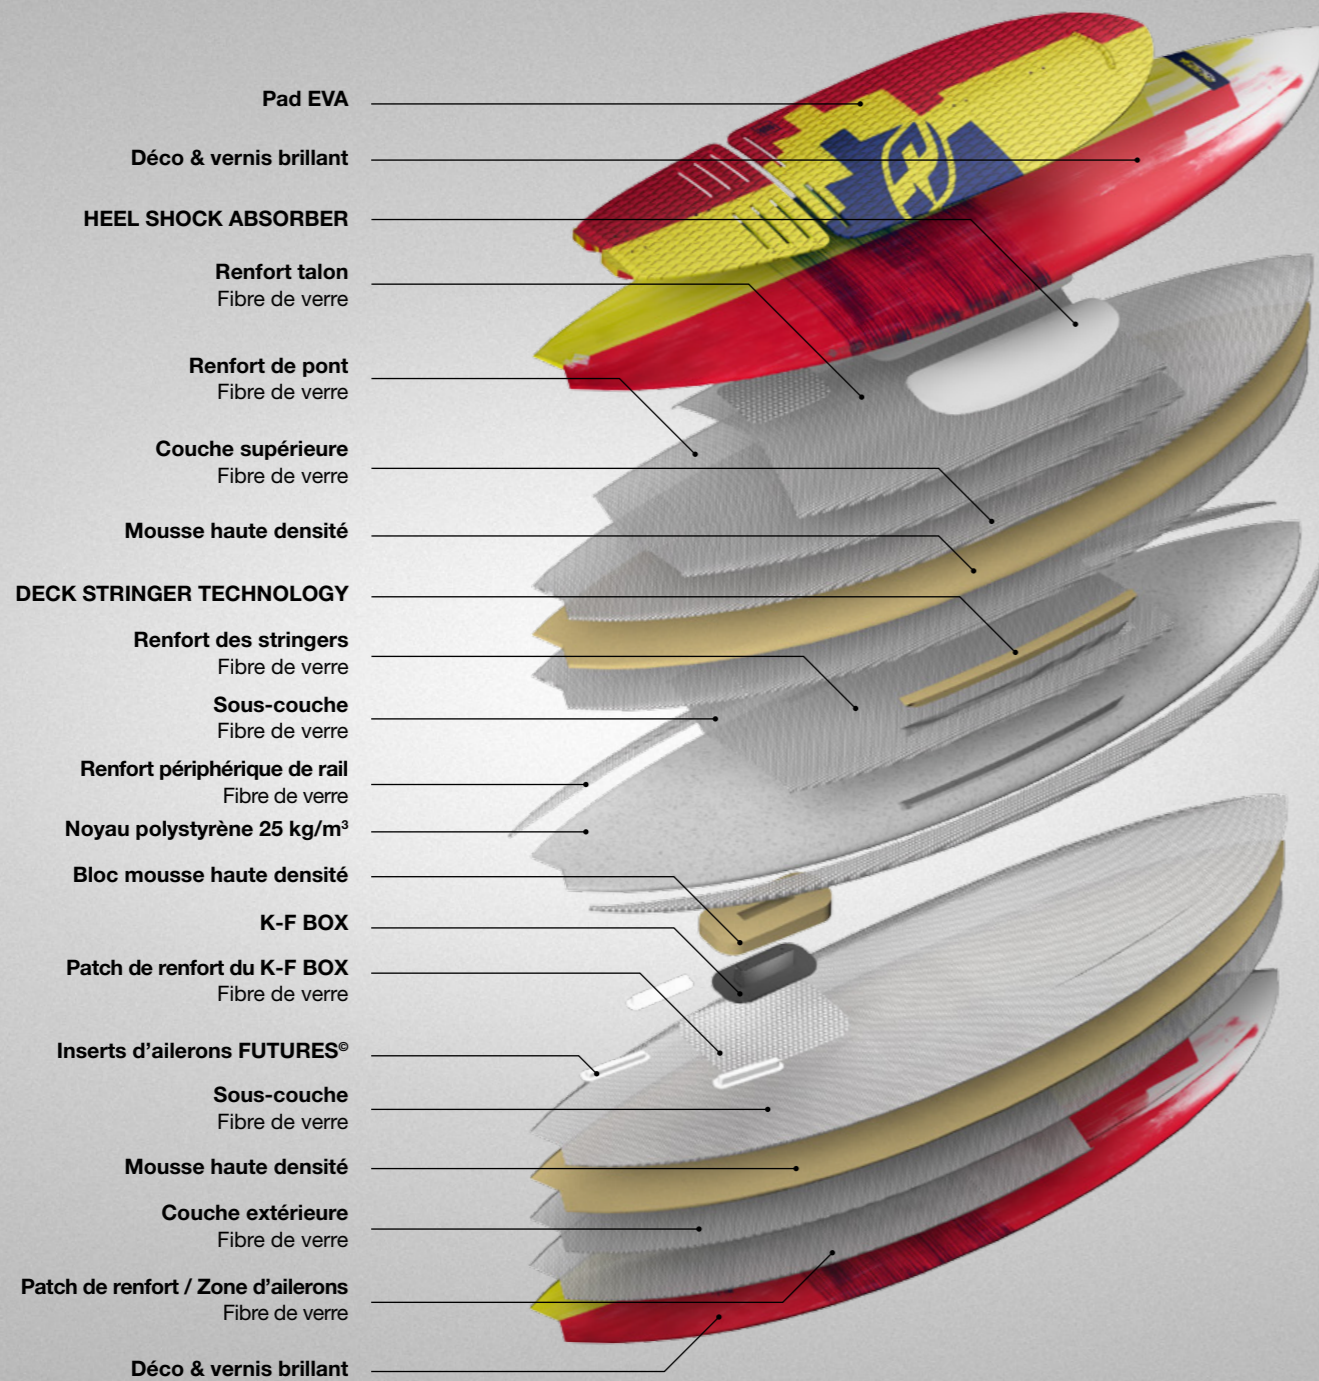 Pad EVA
Déco & vernis brillant
HEEL SHOCK ABSORBER
Renfort talon
Fibre de verre
Renfort de pont
Fibre de verre
Couche supérieure
Fibre de verre
Mousse haute densité
DECK STRINGER TECHNOLOGY
Renfort des stringers
Fibre de verre
Sous-couche
Fibre de verre
Renfort périphérique de rail
Fibre de verre
Noyau polystyrène 25 kg/m³
Bloc mousse haute densité
K-F BOX
Patch de renfort du K-F BOX
Fibre de verre
Inserts d'ailerons FUTURES©
Sous-couche
Fibre de verre
Mousse haute densité
Couche extérieure
Fibre de verre
Patch de renfort / Zone d'ailerons
Fibre de verre
Déco & vernis brillant